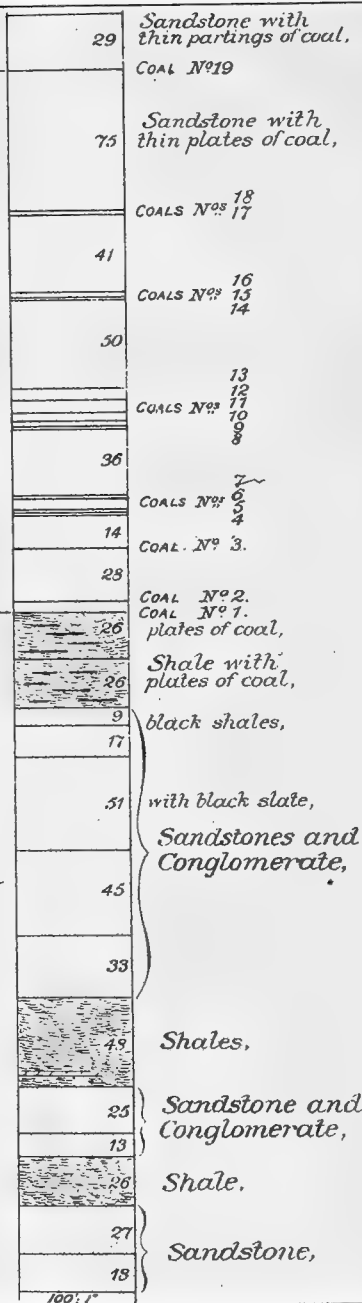 29 Sandstone with
thin partings of coal,
COAL Nº 19
75 Sandstone with
thin plates of coal,
COALS Nºs 18
17
41
COALS Nºs 16
15
14
50
COALS Nºs 13
12
11
10
9
8
36
COALS Nºs 7
6
5
4
14
COAL. Nº 3.
28
COAL Nº 2.
COAL Nº 1.
26 plates of coal,
26 Shale with
plates of coal,
9 black shales,
17
51 with black slate,
Sandstones and
Conglomerate,
45
33
Shales,
25 Sandstone and
13 Conglomerate,
26 Shale,
27
Sandstone,
100' 1"